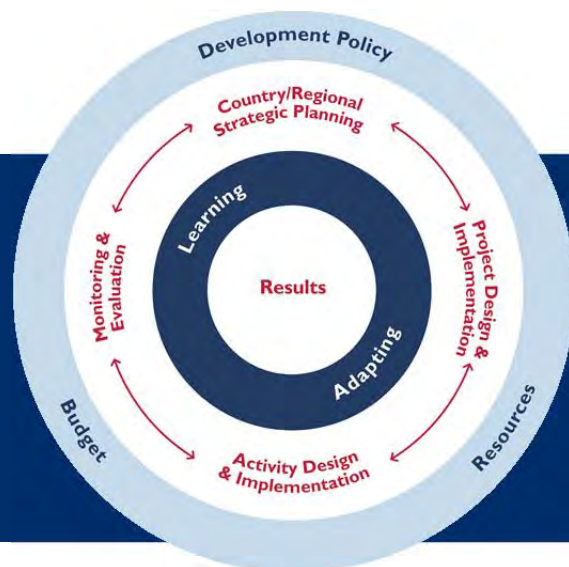 Development Policy
Country/Regional
Strategic Planning
Learning
Monitoring &
Evaluation
Results
Project Design &
Implementation
Adapting
Budget
Resources
Activity Design
& Implementation